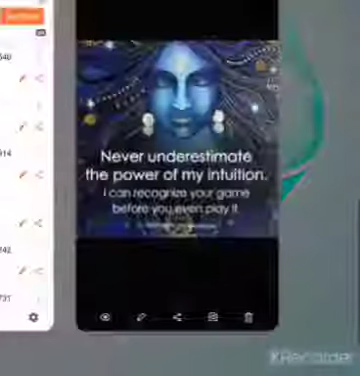 Never underestimate
the power of my intuition.
I can recognize your game
before you even play it.
XRecorder